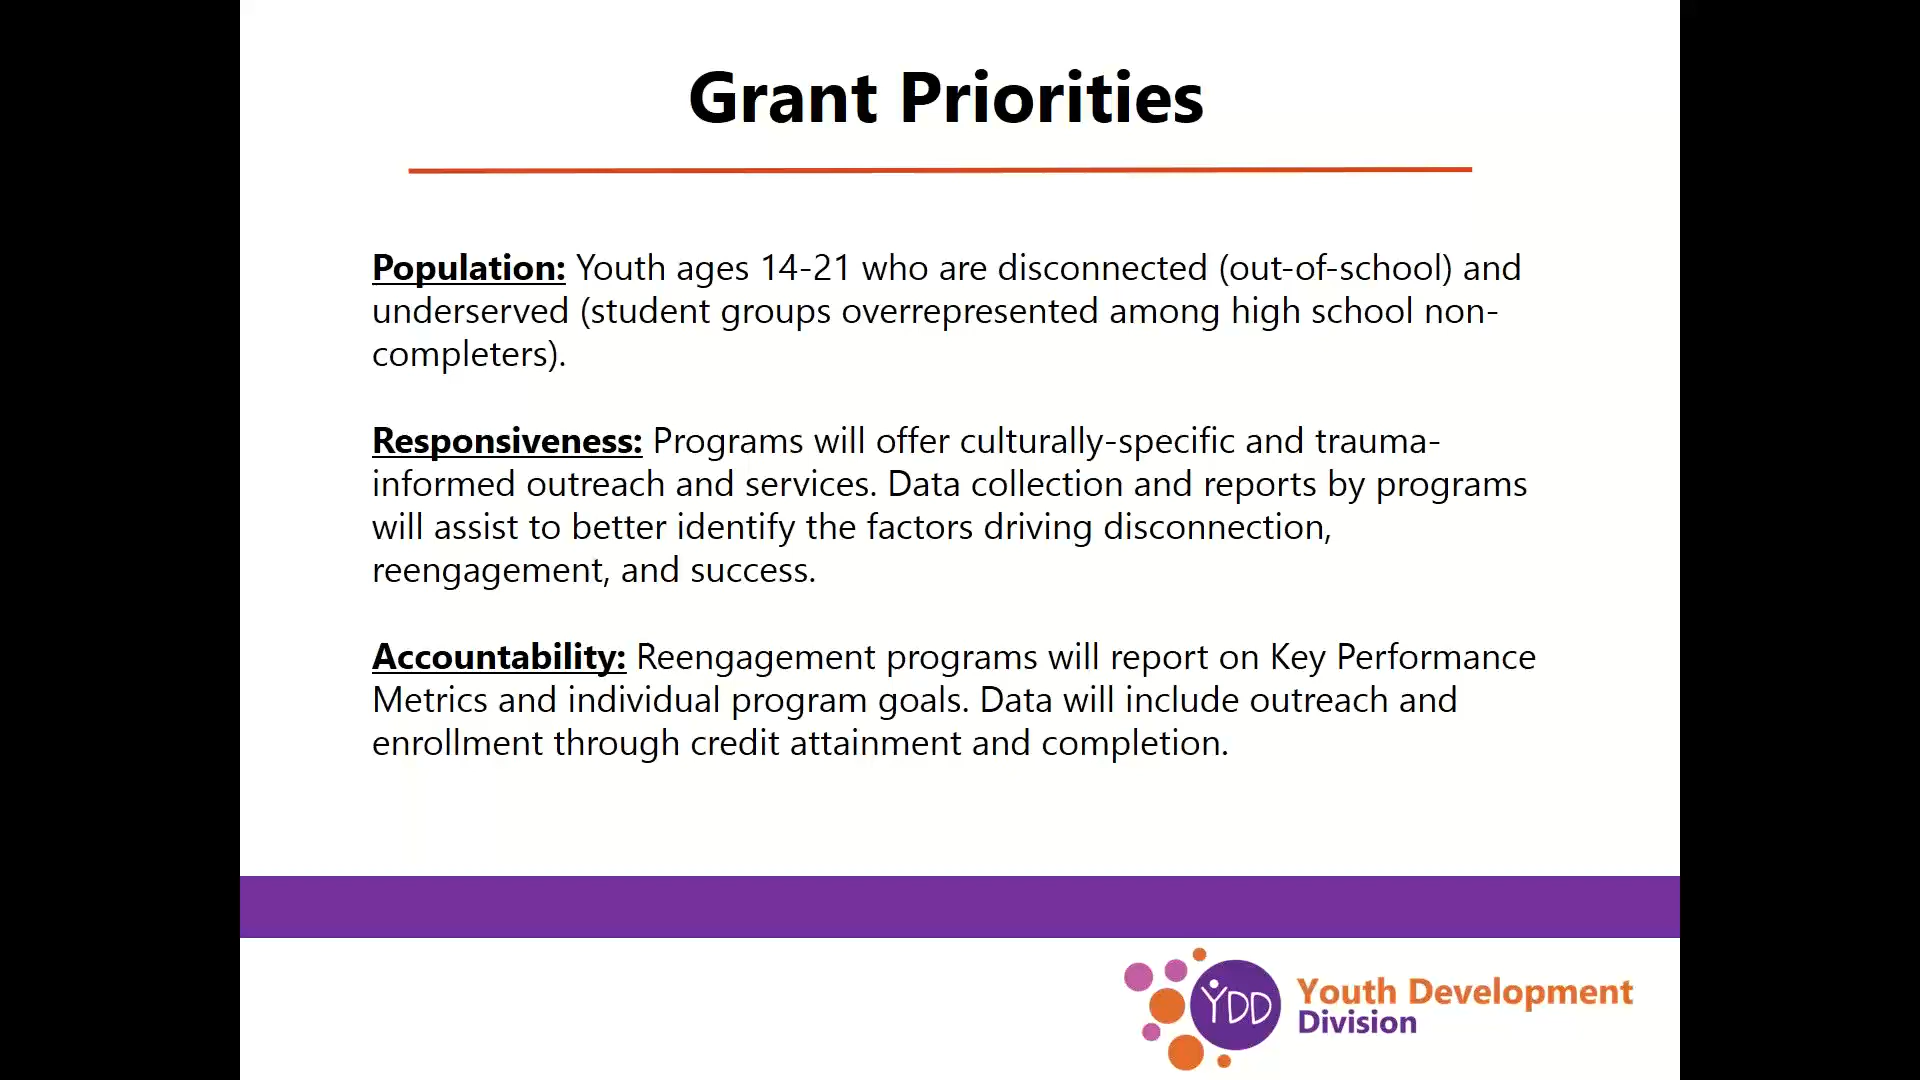 Grant Priorities
Population: Youth ages 14-21 who are disconnected (out-of-school) and
underserved (student groups overrepresented among high school non-
completers).
Responsiveness: Programs will offer culturally-specific and trauma-
informed outreach and services. Data collection and reports by programs
will assist to better identify the factors driving disconnection,
reengagement, and success.
Accountability: Reengagement programs will report on Key Performance
Metrics and individual program goals. Data will include outreach and
enrollment through credit attainment and completion.
YDD
Youth Development
Division